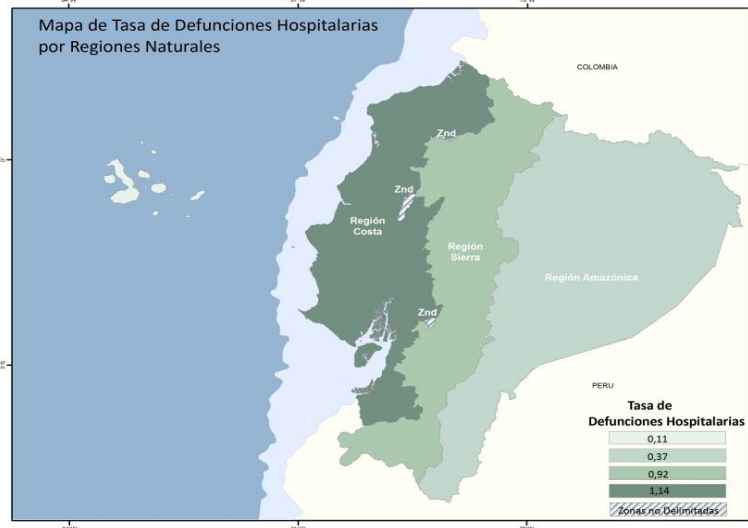 Mapa de Tasa de Defunciones Hospitalarias
por Regiones Naturales
COLOMBIA
Znd
Znd
Región
Costa
Región
Sierra
Región Amazónica
Znd
PERU
Tasa de
Defunciones Hospitalarias
0,11
0,37
0,92
1,14
Zonas no Delimitadas